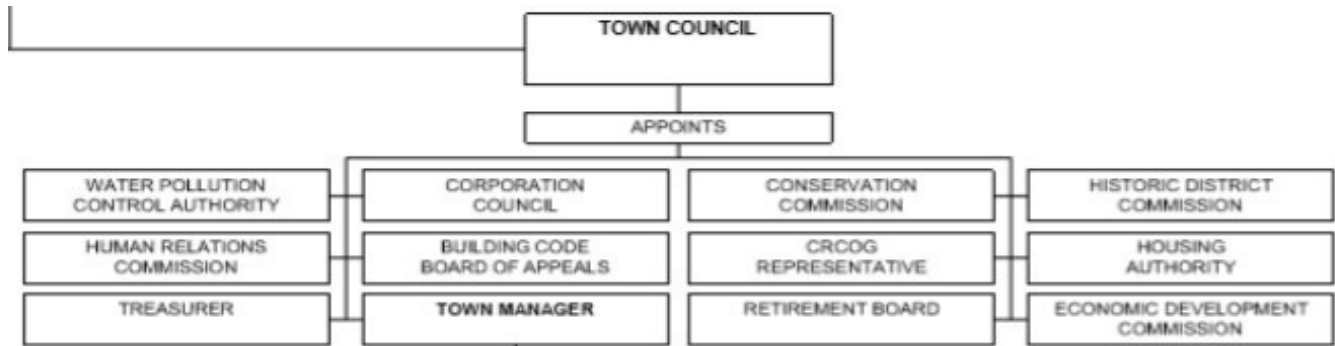 TOWN COUNCIL
APPOINTS
WATER POLLUTION
CONTROL AUTHORITY
CORPORATION
COUNCIL
CONSERVATION
COMMISSION
HISTORIC DISTRICT
COMMISSION
HUMAN RELATIONS
COMMISSION
BUILDING CODE
BOARD OF APPEALS
CRCOG
REPRESENTATIVE
HOUSING
AUTHORITY
TREASURER
TOWN MANAGER
RETIREMENT BOARD
ECONOMIC DEVELOPMENT
COMMISSION